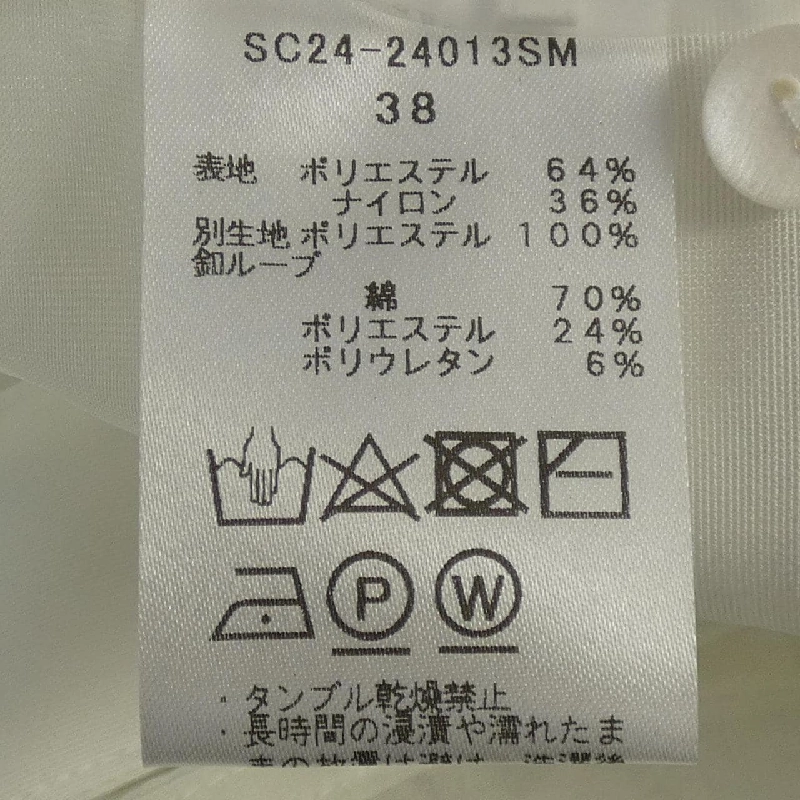 SC24-24013SM
38
表地 ポリエステル 64%
ナイロン 36%
別生地 ポリエステル 100%
釦ループ
綿 70%
ポリエステル 24%
ポリウレタン 6%
P W
・タンブル乾燥禁止
・長時間の浸漬や濡れたま